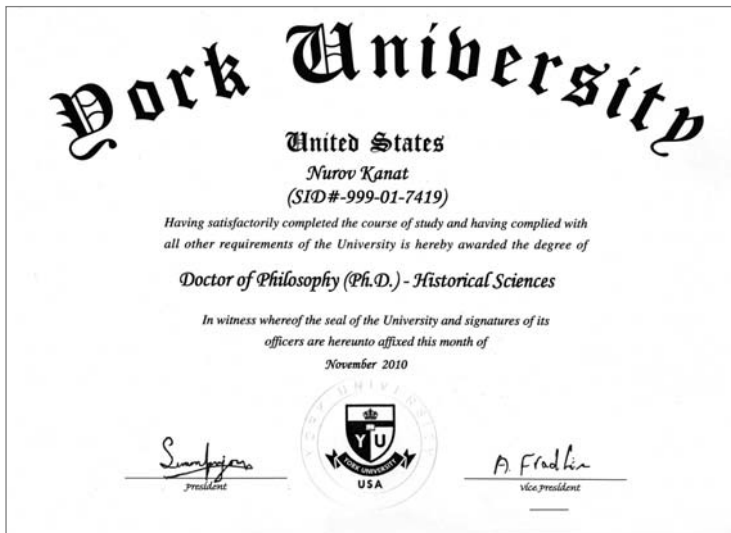 York University
United States
Nurov Kanat
(SID#-999-01-7419)
Having satisfactorily completed the course of study and having complied with
all other requirements of the University is hereby awarded the degree of
Doctor of Philosophy (Ph.D.) - Historical Sciences
In witness whereof the seal of the University and signatures of its
officers are hereunto affixed this month of
November 2010
YORK UNIVERSITY
Y U
YORK UNIVERSITY
USA
A. Fradlin
President
Vice President